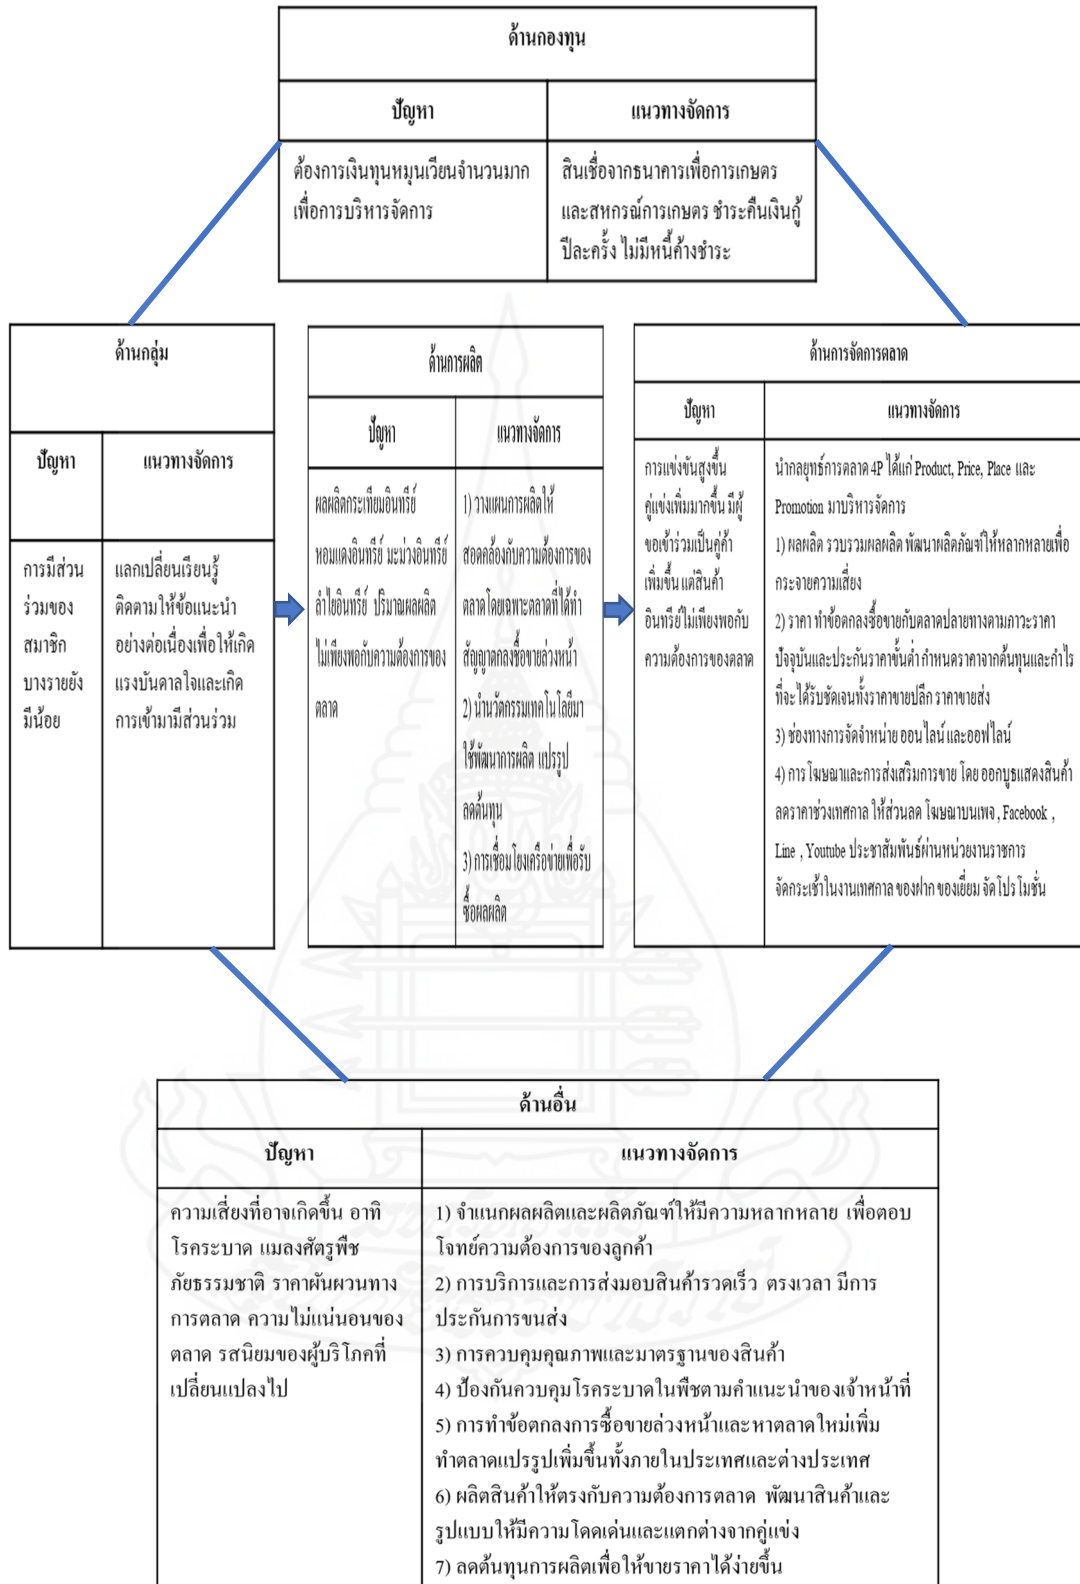 ด้านกองทุน
ปัญหา
แนวทางจัดการ
ต้องการเงินทุนหมุนเวียนจำนวนมาก
เพื่อการบริหารจัดการ
สินเชื่อจากธนาคารเพื่อการเกษตร
และสหกรณ์การเกษตร ชำระคืนเงินกู้
ปีละครั้ง ไม่มีหนี้ค้างชำระ
ด้านกลุ่ม
ปัญหา
แนวทางจัดการ
การมีส่วน
ร่วมของ
สมาชิก
บางรายยัง
มีน้อย
แลกเปลี่ยนเรียนรู้
ติดตามให้ข้อแนะนำ
อย่างต่อเนื่องเพื่อให้เกิด
แรงบันดาลใจและเกิด
การเข้ามามีส่วนร่วม
ด้านการผลิต
ปัญหา
แนวทางจัดการ
ผลผลิตกระเทียมอินทรีย์
หอมแดงอินทรีย์ มะม่วงอินทรีย์
ลำไยอินทรีย์ ปริมาณผลผลิต
ไม่เพียงพอกับความต้องการของ
ตลาด
1) วางแผนการผลิตให้
สอดคล้องกับความต้องการของ
ตลาดโดยเฉพาะตลาดที่ได้ทำ
สัญญาตกลงซื้อขายล่วงหน้า
2) นำนวัตกรรมเทคโนโลยีมา
ใช้พัฒนาการผลิต แปรรูป
ลดต้นทุน
3) การเชื่อมโยงเครือข่ายเพื่อรับ
ซื้อผลผลิต
ด้านการจัดการตลาด
ปัญหา
แนวทางจัดการ
การแข่งขันสูงขึ้น
คู่แข่งเพิ่มมากขึ้น มีผู้
ขอเข้าร่วมเป็นคู่ค้า
เพิ่มขึ้น แต่สินค้า
อินทรีย์ไม่เพียงพอกับ
ความต้องการของตลาด
นำกลยุทธ์การตลาด 4P ได้แก่ Product, Price, Place และ
Promotion มาบริหารจัดการ
1) ผลผลิต รวบรวมผลผลิต พัฒนาผลิตภัณฑ์ให้หลากหลายเพื่อ
กระจายความเสี่ยง
2) ราคา ทำข้อตกลงซื้อขายกับตลาดปลายทางตามภาวะราคา
ปัจจุบันและประกันราคาขั้นต่ำ กำหนดราคาจากต้นทุนและกำไร
ที่จะได้รับชัดเจนทั้งราคาขายปลีก ราคาขายส่ง
3) ช่องทางการจัดจำหน่าย ออนไลน์ และออฟไลน์
4) การโฆษณาและการส่งเสริมการขาย โดย ออกบูธแสดงสินค้า
ลดราคาช่วงเทศกาล ให้ส่วนลด โฆษณาบนเพจ , Facebook ,
Line , Youtube ประชาสัมพันธ์ผ่านหน่วยงานราชการ
จัดกระเช้าในงานเทศกาล ของฝาก ของเยี่ยม จัดโปรโมชั่น
ด้านอื่น
ปัญหา
แนวทางจัดการ
ความเสี่ยงที่อาจเกิดขึ้น อาทิ
โรคระบาด แมลงศัตรูพืช
ภัยธรรมชาติ ราคาผันผวนทาง
การตลาด ความไม่แน่นอนของ
ตลาด รสนิยมของผู้บริโภคที่
เปลี่ยนแปลงไป
1) จำแนกผลผลิตและผลิตภัณฑ์ให้มีความหลากหลาย เพื่อตอบ
โจทย์ความต้องการของลูกค้า
2) การบริการและการส่งมอบสินค้ารวดเร็ว ตรงเวลา มีการ
ประกันการขนส่ง
3) การควบคุมคุณภาพและมาตรฐานของสินค้า
4) ป้องกันควบคุมโรคระบาดในพืชตามคำแนะนำของเจ้าหน้าที่
5) การทำข้อตกลงการซื้อขายล่วงหน้าและหาตลาดใหม่เพิ่ม
ทำตลาดแปรรูปเพิ่มขึ้นทั้งภายในประเทศและต่างประเทศ
6) ผลิตสินค้าให้ตรงกับความต้องการตลาด พัฒนาสินค้าและ
รูปแบบให้มีความโดดเด่นและแตกต่างจากคู่แข่ง
7) ลดต้นทุนการผลิตเพื่อให้ขายราคาได้ง่ายขึ้น